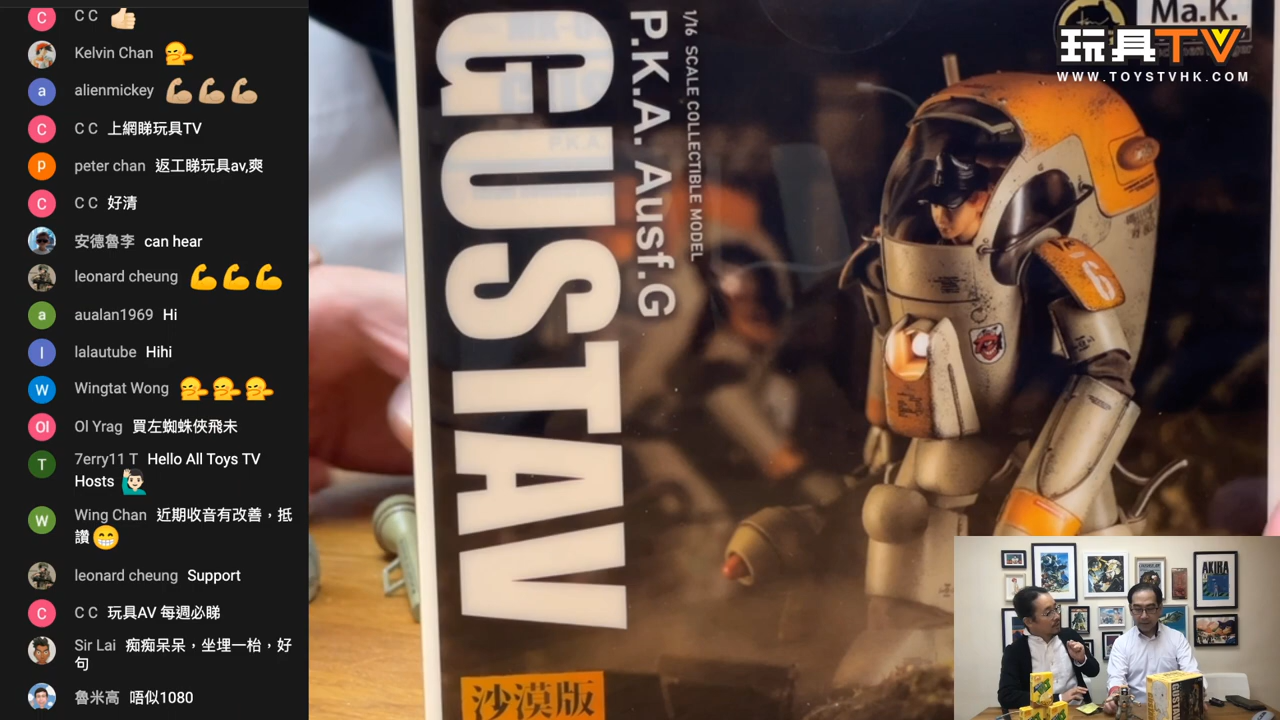 C C
Kelvin Chan
alienmickey
C C 上網睇玩具TV
peter chan 返工睇玩具av,爽
C C 好清
安德魯李 can hear
leonard cheung
aualan1969 Hi
lalautube Hihi
Wingtat Wong
Ol Yrag 買左蜘蛛俠飛未
7erry11 T Hello All Toys TV
Hosts
Wing Chan 近期收音有改善，抵
讚
leonard cheung Support
C C 玩具AV 每週必睇
Sir Lai 痴痴呆呆，坐埋一枱，好
句
魯米高 唔似1080
1/16 SCALE COLLECTIBLE MODEL
P.K.A. Ausf.G
GUSTAV
沙漠版
Ma.K.
玩具TV
WWW.TOYSTVHK.COM
16
AKIRA
GUSTAV